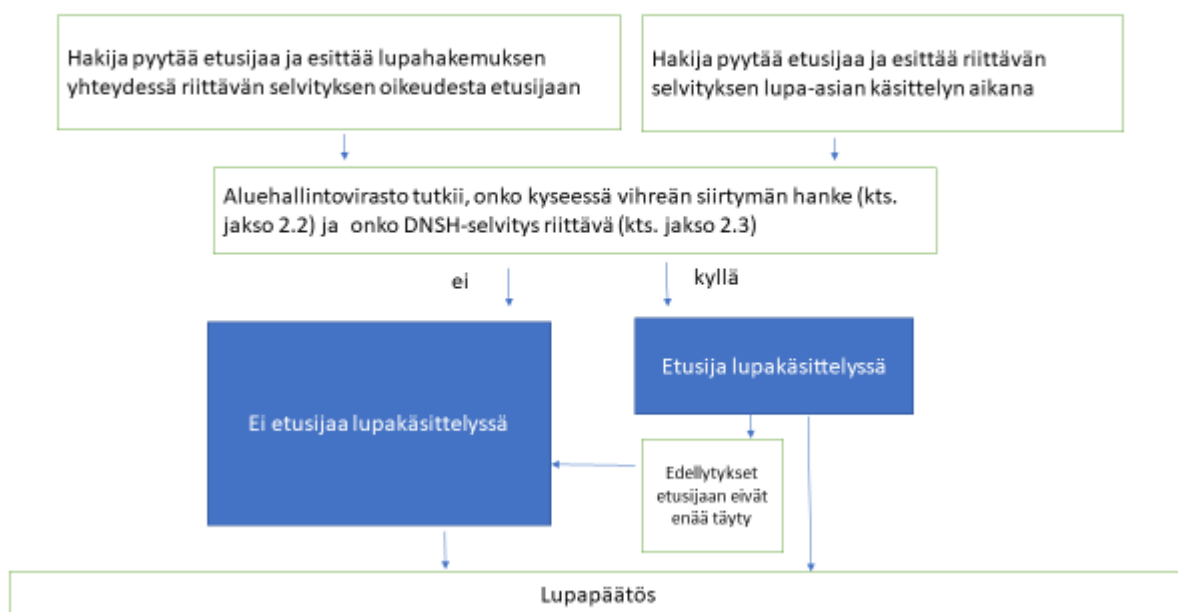 Hakija pyytää etusijaa ja esittää lupahakemuksen
yhteydessä riittävän selvityksen oikeudesta etusijaan
Hakija pyytää etusijaa ja esittää riittävän
selvityksen lupa-asian käsittelyn aikana
Aluehallintovirasto tutkii, onko kyseessä vihreän siirtymän hanke (kts.
jakso 2.2) ja onko DNSH-selvitys riittävä (kts. jakso 2.3)
ei
kyllä
Ei etusijaa lupakäsittelyssä
Etusija lupakäsittelyssä
Edellytykset
etusijaan eivät
enää täyty
Lupapäätös